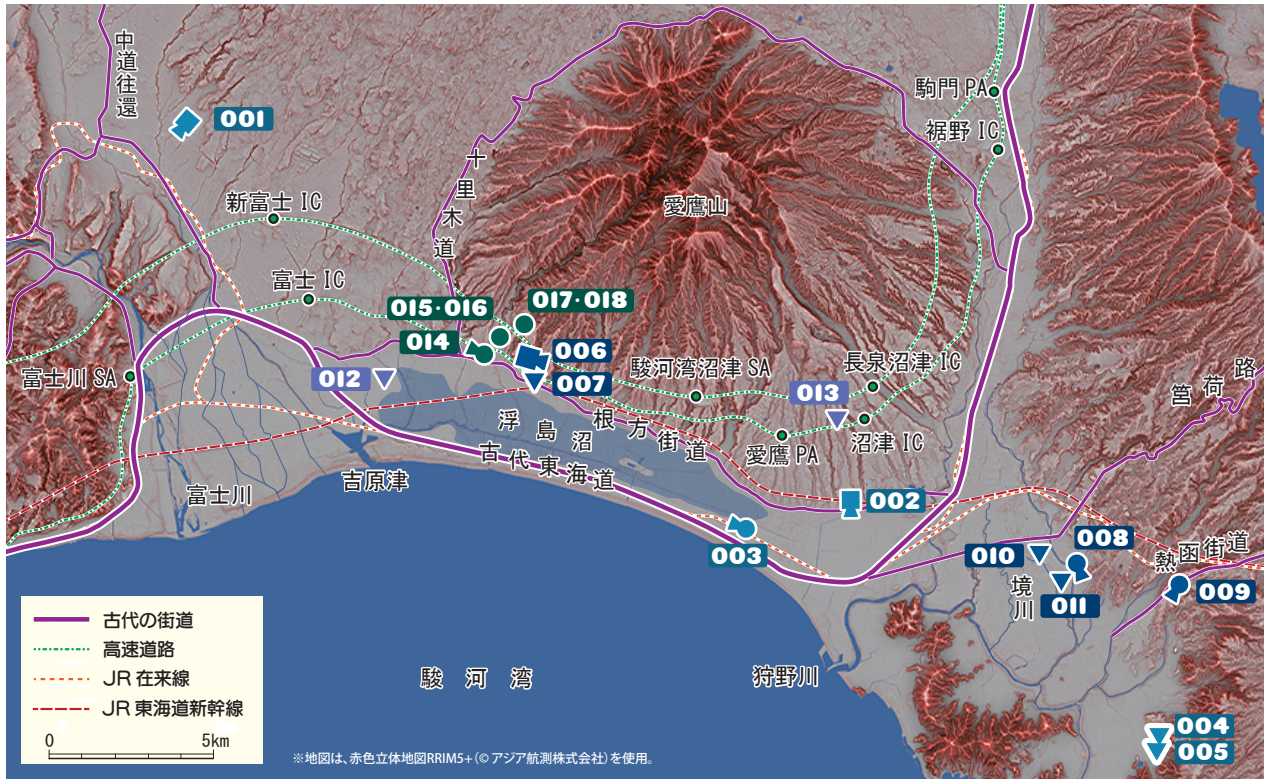 中道往還
001
駒門 PA
裾野 IC
十里木道
新富士 IC
愛鷹山
富士 IC
015・016
017・018
014
006
007
富士川 SA
012
駿河湾沼津 SA
長泉沼津 IC
013
筥荷路
浮島沼
根方街道
古代東海道
愛鷹 PA
沼津 IC
富士川
吉原津
002
003
010
008
熱函街道
境川
011
009
古代の街道
高速道路
JR 在来線
JR 東海道新幹線
0
5km
駿河湾
狩野川
004
005
※地図は、赤色立体地図RRIM5+(© アジア航測株式会社)を使用。